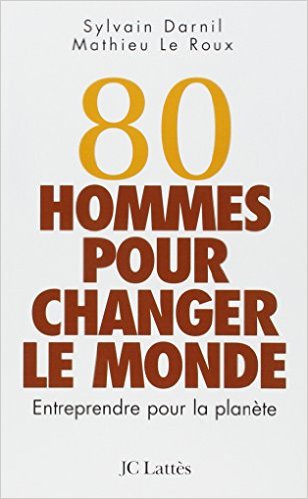 Sylvain Darnil
Mathieu Le Roux
80
HOMMES
POUR
CHANGER
LE MONDE
Entreprendre pour la planète
JC Lattès